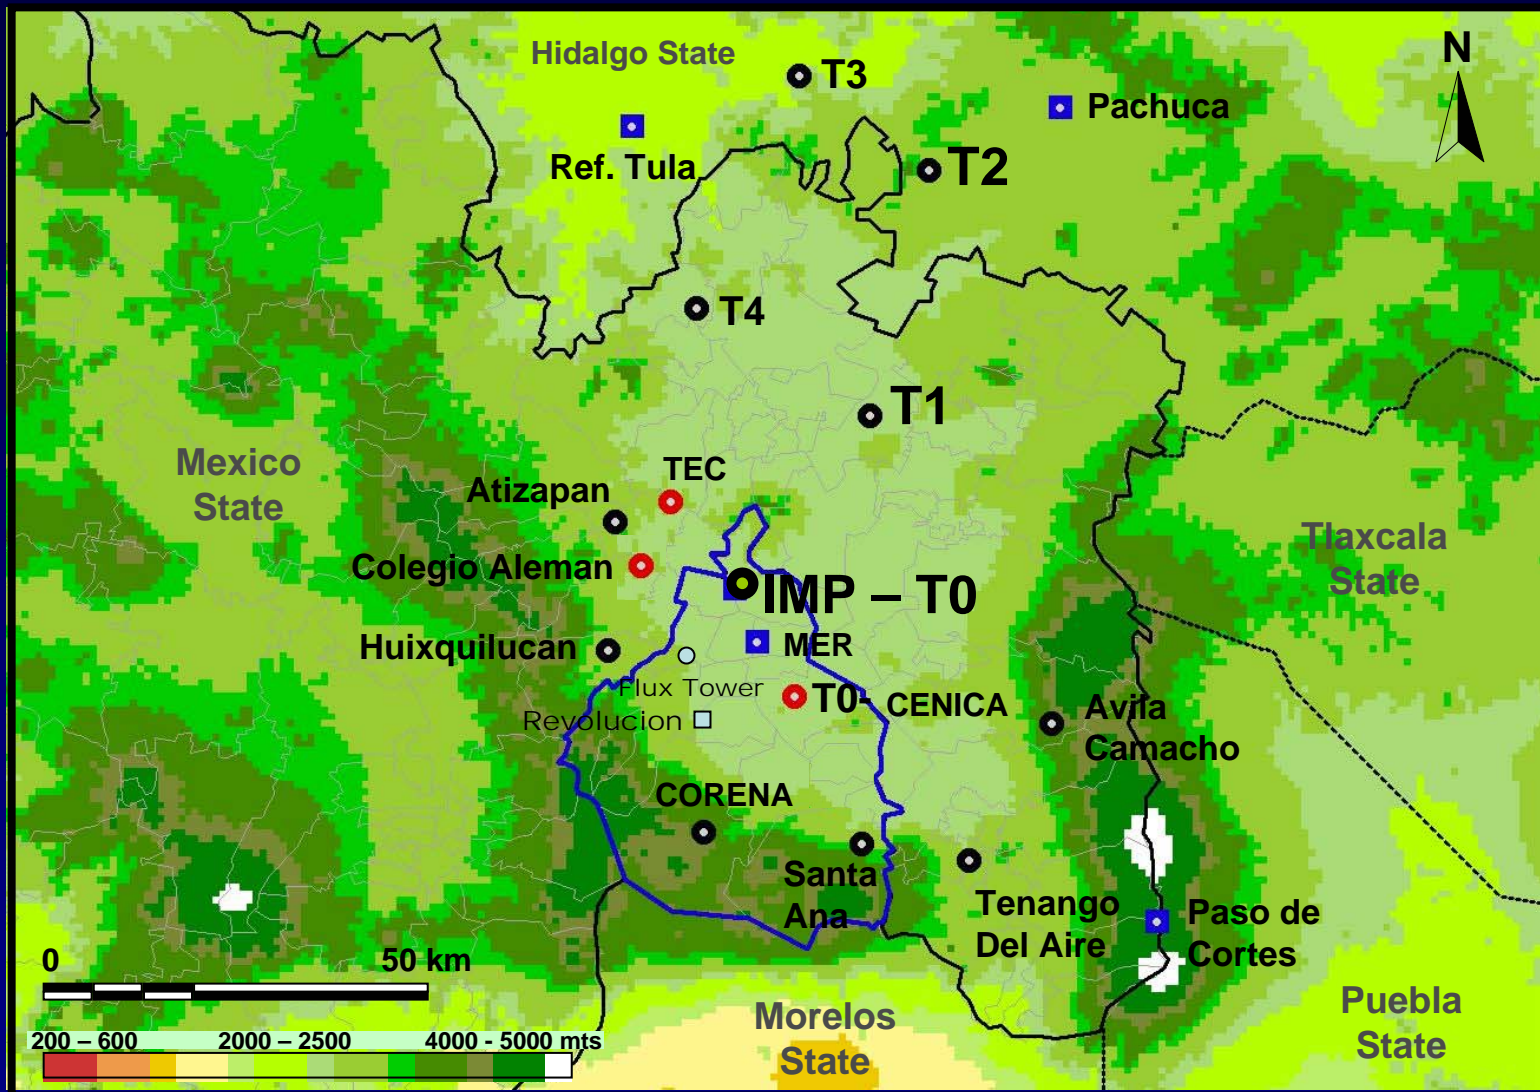 Hidalgo State
T3
N
Pachuca
Ref. Tula
T2
T4
T1
Mexico
State
TEC
Atizapan
Colegio Aleman
Tlaxcala
State
IMP – T0
Huixquilucan
MER
Flux Tower
T0- CENICA
Revolucion
Avila
Camacho
CORENA
Santa
Ana
Tenango
Del Aire
Paso de
Cortes
0
50 km
Morelos
State
Puebla
State
200 – 600
2000 – 2500
4000 - 5000 mts